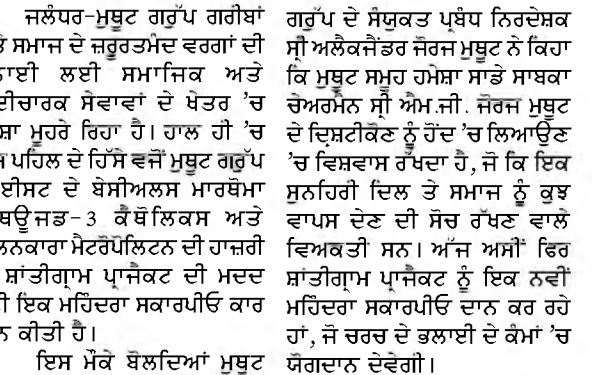 ਜਲੰਧਰ-ਮੁਥੂਟ ਗਰੁੱਪ ਗਰੀਬਾਂ
ਸਮਾਜ ਦੇ ਜ਼ਰੂਰਤਮੰਦ ਵਰਗਾਂ ਦੀ
ਲਈ ਸਮਾਜਿਕ ਅਤੇ
ਸੇਵਾਵਾਂ ਦੇ ਖੇਤਰ ’ਚ
ਮੂਹਰੇ ਰਿਹਾ ਹੈ। ਹਾਲ ਹੀ ’ਚ
ਪਹਿਲ ਦੇ ਹਿੱਸੇ ਵਜੋਂ ਮੁਥੂਟ ਗਰੁੱਪ
ਈਸਟ ਦੇ ਬੇਸੀਅਲਸ ਮਾਰਥੋਮਾ
ਥਊਜਡ-3 ਕੈਥੋਲਿਕਸ ਅਤੇ
ਲਨਕਾਰਾ ਮੈਟਰੋਪੋਲਿਟਨ ਦੀ ਹਾਜ਼ਰੀ
ਸ਼ਾਂਤੀਗ੍ਰਾਮ ਪ੍ਰਾਜੈਕਟ ਦੀ ਮਦਦ
ਇਕ ਮਹਿੰਦਰਾ ਸਕਾਰਪੀਓ ਕਾਰ
ਕੀਤੀ ਹੈ।
ਇਸ ਮੌਕੇ ਬੋਲਦਿਆਂ ਮੁਥੂਟ
ਗਰੁੱਪ ਦੇ ਸੰਯੁਕਤ ਪ੍ਰਬੰਧ ਨਿਰਦੇਸ਼ਕ
ਸ੍ਰੀ ਅਲੈਕਜੈਂਡਰ ਜੌਰਜ ਮੁਥੂਟ ਨੇ ਕਿਹਾ
ਕਿ ਮੁਥੂਟ ਸਮੂਹ ਹਮੇਸ਼ਾ ਸਾਡੇ ਸਾਬਕਾ
ਚੇਅਰਮੈਨ ਸ੍ਰੀ ਐਮ.ਜੀ. ਜੌਰਜ ਮੁਥੂਟ
ਦੇ ਦ੍ਰਿਸ਼ਟੀਕੋਣ ਨੂੰ ਹੋਂਦ ’ਚ ਲਿਆਉਣ
’ਚ ਵਿਸ਼ਵਾਸ ਰੱਖਦਾ ਹੈ, ਜੋ ਕਿ ਇਕ
ਸੁਨਹਿਰੀ ਦਿਲ ਤੇ ਸਮਾਜ ਨੂੰ ਕੁਝ
ਵਾਪਸ ਦੇਣ ਦੀ ਸੋਚ ਰੱਖਣ ਵਾਲੇ
ਵਿਅਕਤੀ ਸਨ। ਅੱਜ ਅਸੀਂ ਫਿਰ
ਸ਼ਾਂਤੀਗ੍ਰਾਮ ਪ੍ਰਾਜੈਕਟ ਨੂੰ ਇਕ ਨਵੀਂ
ਮਹਿੰਦਰਾ ਸਕਾਰਪੀਓ ਦਾਨ ਕਰ ਰਹੇ
ਹਾਂ, ਜੋ ਚਰਚ ਦੇ ਭਲਾਈ ਦੇ ਕੰਮਾਂ ’ਚ
ਯੋਗਦਾਨ ਦੇਵੇਗੀ।